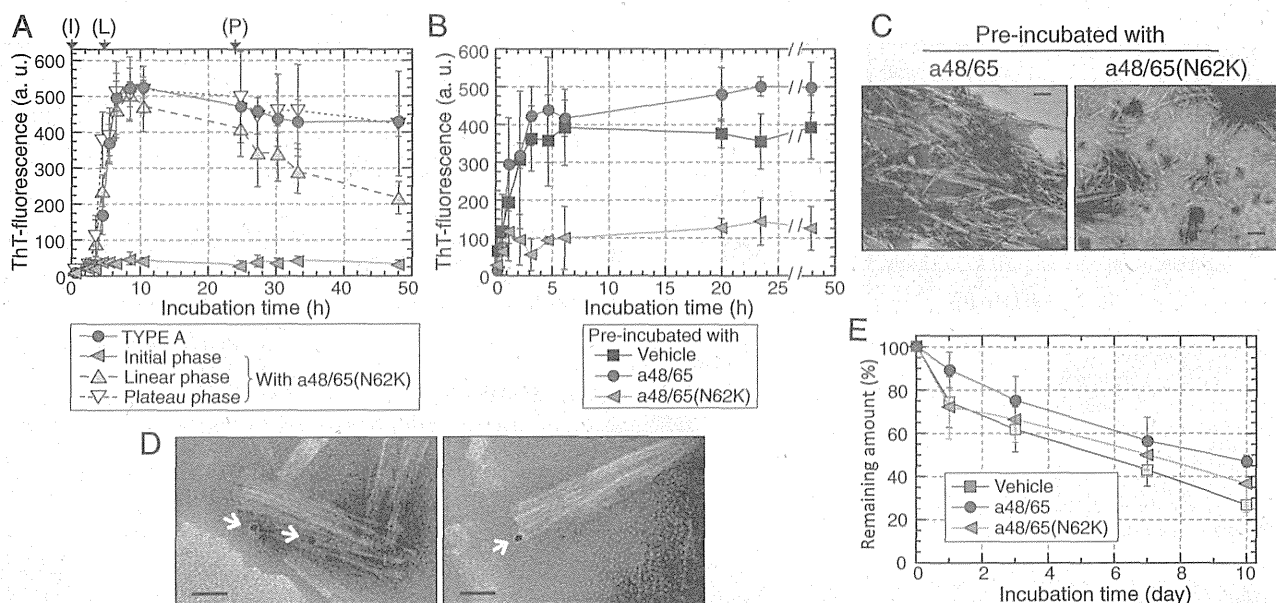 A
(I) (L) (P)
ThT-fluorescence (a. u.)
600
500
400
300
200
100
0
0 10 20 30 40 50
Incubation time (h)
TYPE A
Initial phase
Linear phase
Plateau phase
With a48/65(N62K)
B
ThT-fluorescence (a. u.)
600
500
400
300
200
100
0
0 5 10 15 20 25 50
Incubation time (h)
Pre-incubated with
Vehicle
a48/65
a48/65(N62K)
C
Pre-incubated with
a48/65 a48/65(N62K)
D
E
Remaining amount (%)
100
80
60
40
20
0
0 2 4 6 8 10
Incubation time (day)
Vehicle
a48/65
a48/65(N62K)